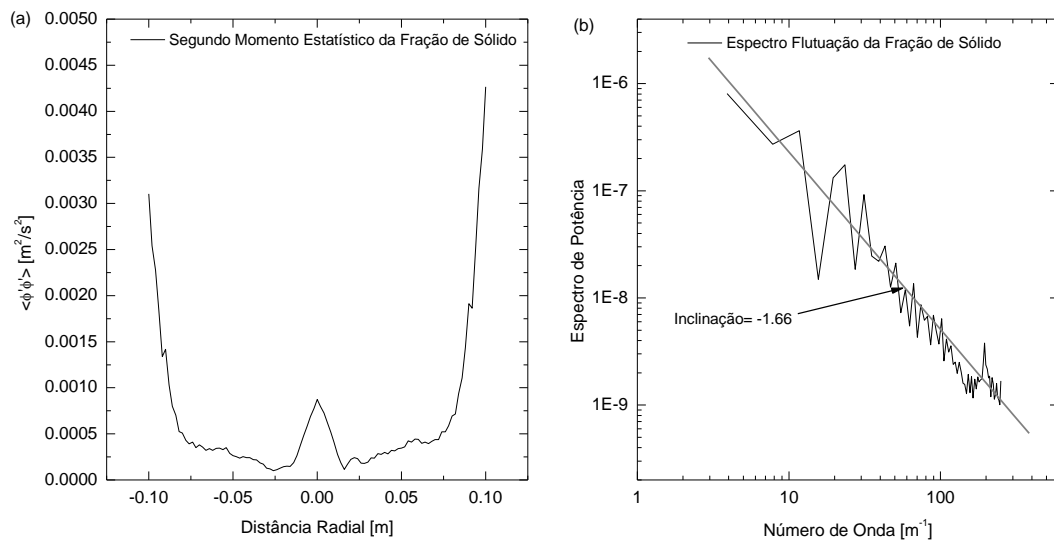 (a)
Segundo Momento Estatístico da Fração de Sólido
0.0050
0.0045
0.0040
0.0035
0.0030
0.0025
0.0020
0.0015
0.0010
0.0005
0.0000
<ϕ'ϕ'> [m²/s²]
-0.10 -0.05 0.00 0.05 0.10
Distância Radial [m]
(b)
Espectro Flutuação da Fração de Sólido
1E-6
1E-7
1E-8
1E-9
Espectro de Potência
Inclinação= -1.66
1 10 100
Número de Onda [m⁻¹]